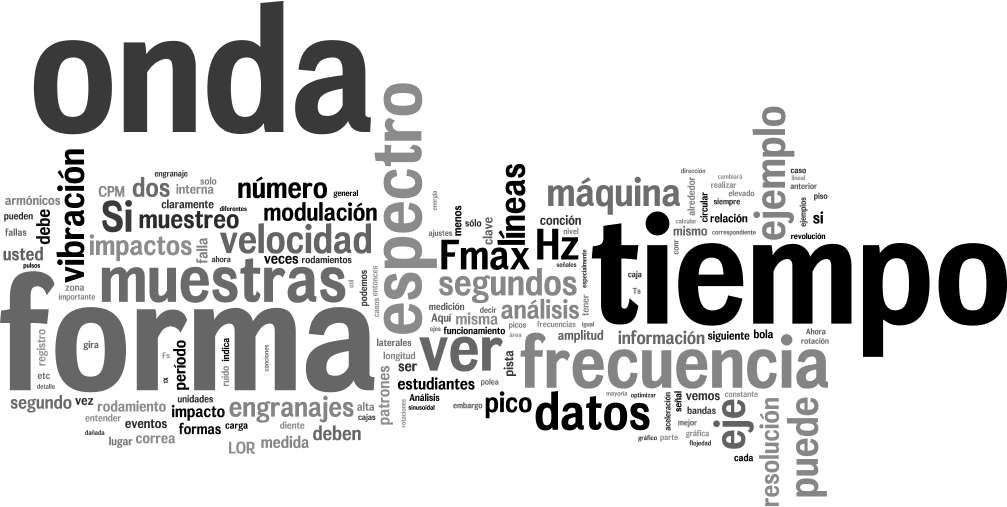 onda
espectro
ejemplo
vibración
engranaje
solo
CPM
dos
interna
armónicos
pueden
debe
fallas
claramente
diferentes
número
general
Si
muestreo
modulación
impactos
falla
velocidad
usted
pulsos
ahora
veces
rodamientos
zona
importante
muestras
podemos
entonces
casos
energía
ajustes
menos
sólo
clave
líneas
Fmax
Hz
conción
nivel
señales
especialmente
segundos
medición
decir
análisis
tener
Aquí
misma
ejes
funcionamiento
picos
área
frecuencias
igual
máquina
dirección
cambiará
realizar
alrededor
elevado
siempre
circular
relación
calcular
mismo
correspondiente
caso
lineal
anterior
piso
ejemplos
si
revolución
tiempo
caja
Ts
forma
registro
etc
detalle
gira
Fs
período
ruido
indica
conciones
laterales
longitud
ser
ver
pista
estudiantes
polea
patrones
rotaciones
Análisis
sinusoidal
embargo
pico
amplitud
información
siguiente
bola
Ahora
rotación
frecuencia
datos
mayoría
optimizar
aceleración
señal
vemos
constante
bandas
mejor
gráfico
parte
gráfica
flojedad
eje
cada
resolución
puede
segundo
vez
rodamiento
unidades
entender
eventos
impacto
formas
carga
engranajes
alta
cajas
dañada
lugar
correa
diente
LOR
medida
deben